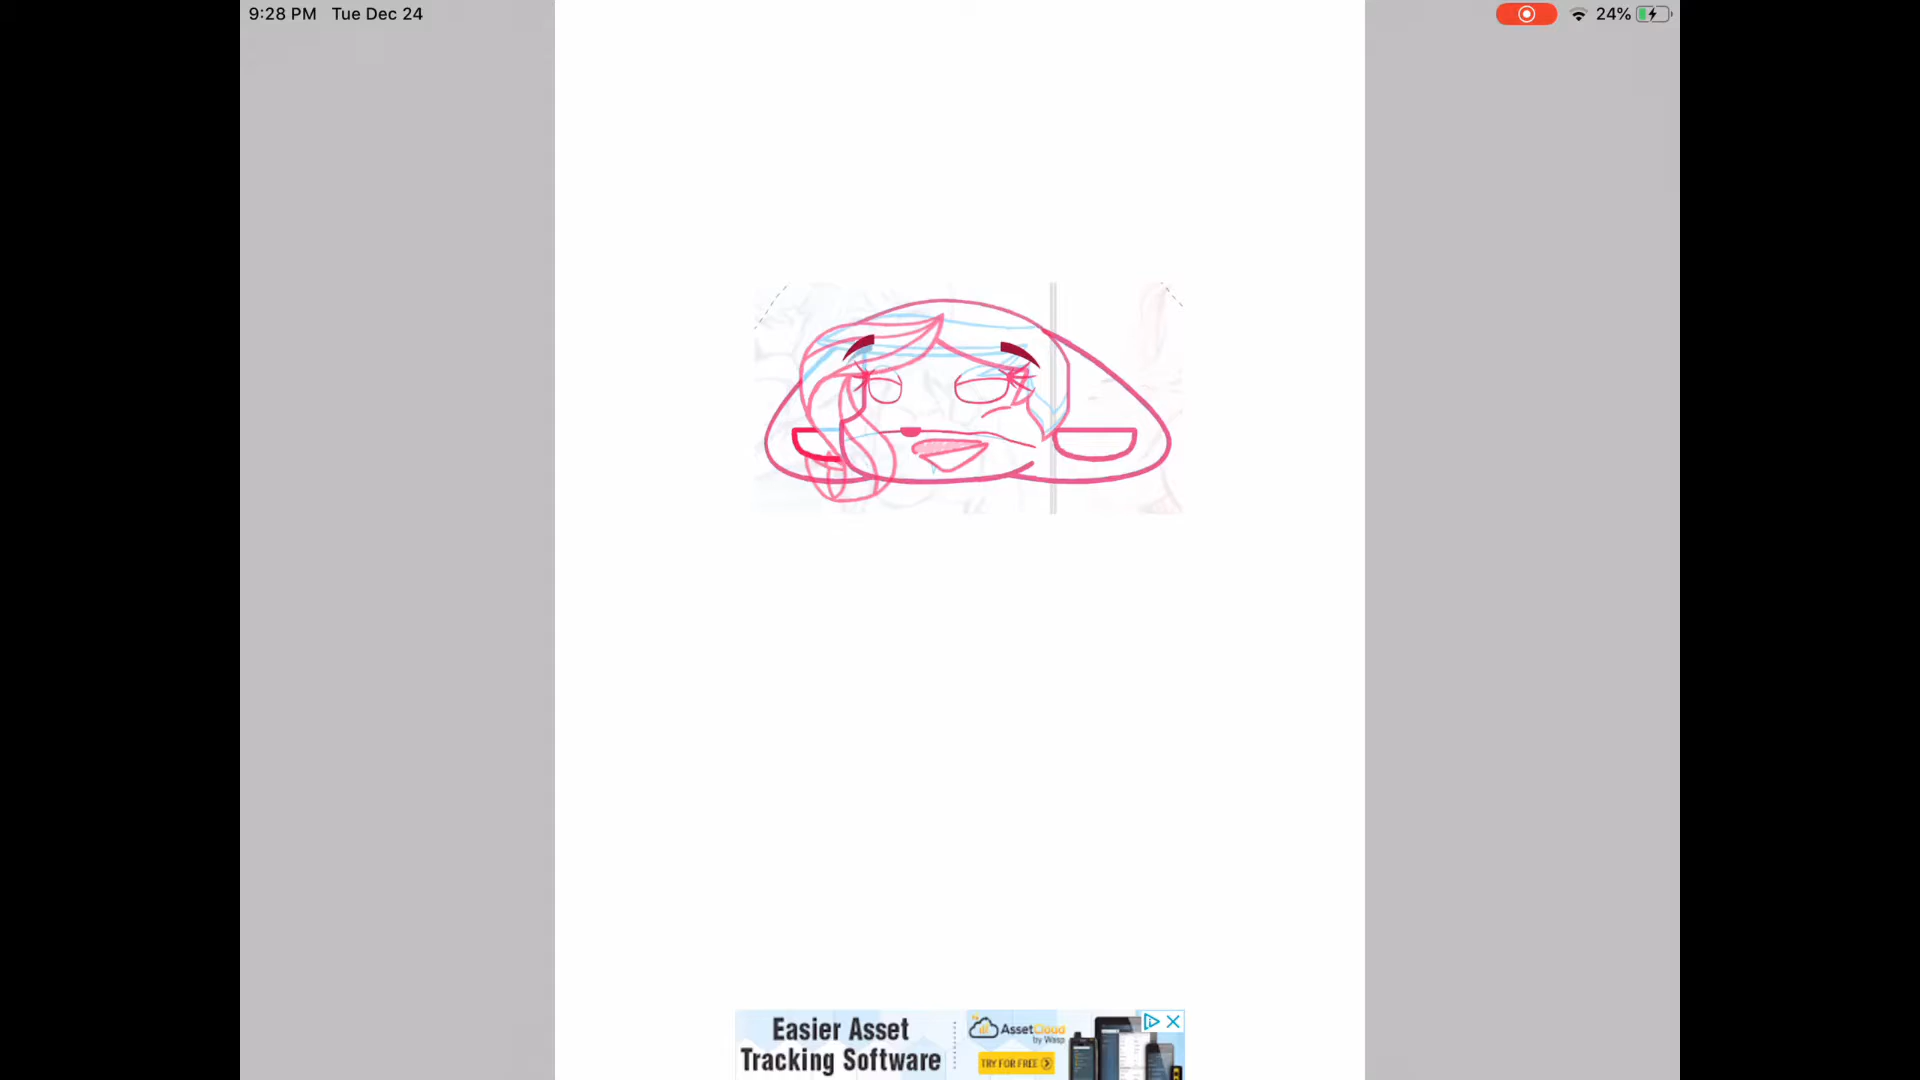 9:28 PM Tue Dec 24
24%
Easier Asset
Tracking Software
AssetCloud
by Wasp
TRY FOR FREE